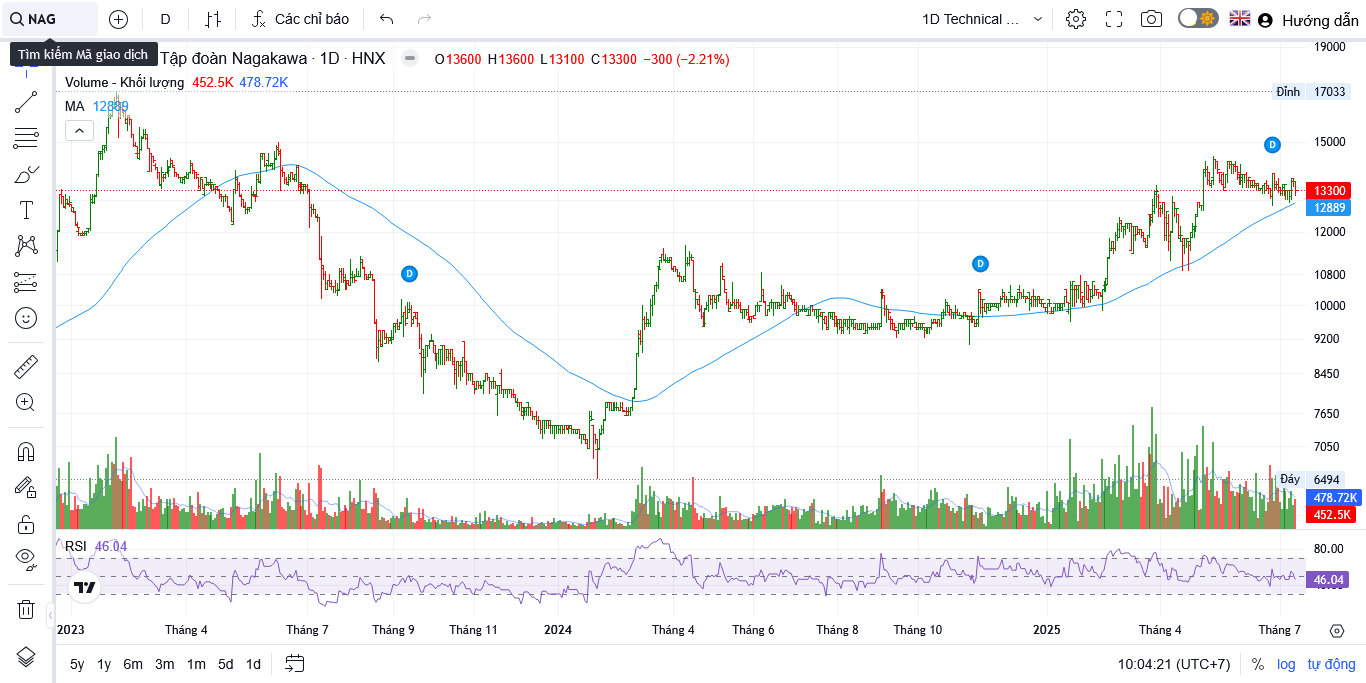 NAG D Các chỉ báo 1D Technical ... Hướng dẫn
Tìm kiếm Mã giao dịch
Tập đoàn Nagakawa · 1D · HNX O13600 H13600 L13100 C13300 −300 (−2.21%)
Volume - Khối lượng 452.5K 478.72K
MA 12889
19000
Đỉnh 17033
D
15000
13300
12889
12000
D
D
10800
10000
9200
8450
7650
7050
Đáy 6494
478.72K
452.5K
RSI 46.04
80.00
46.04
2023 Tháng 4 Tháng 7 Tháng 9 Tháng 11 2024 Tháng 4 Tháng 6 Tháng 8 Tháng 10 2025 Tháng 4 Tháng 7
5y 1y 6m 3m 1m 5d 1d 10:04:21 (UTC+7) % log tự động